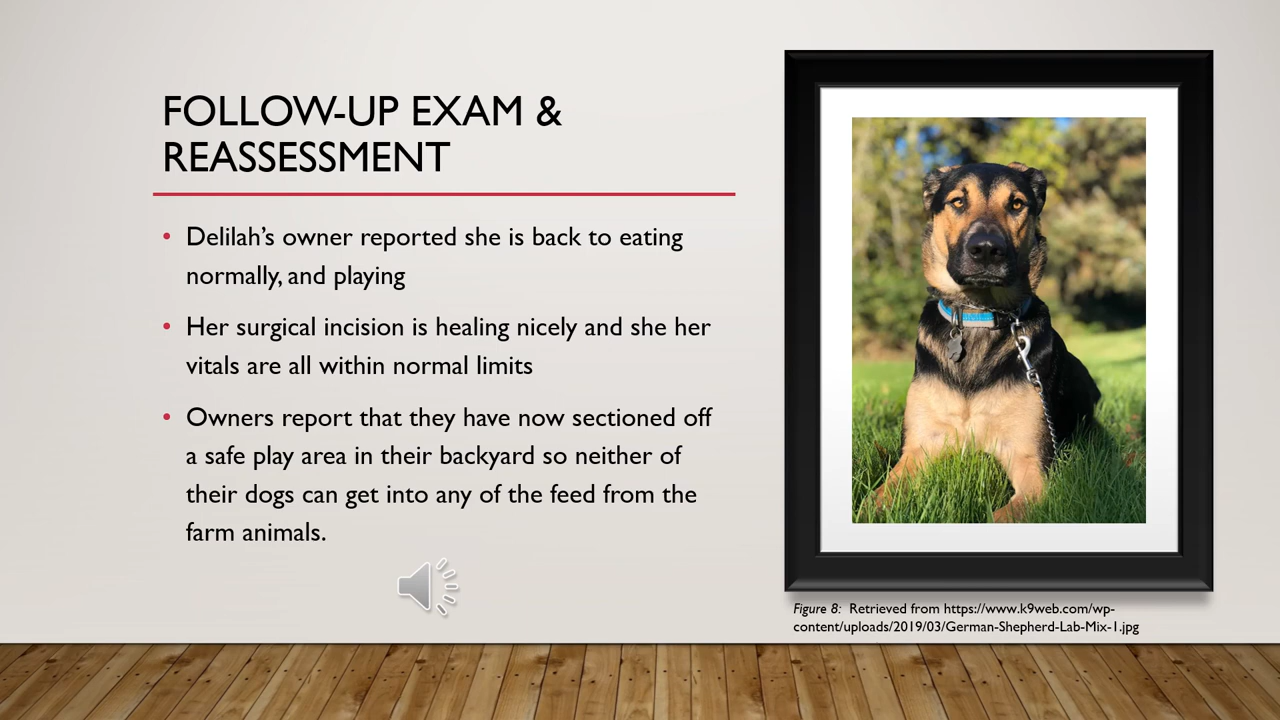 FOLLOW-UP EXAM &
REASSESSMENT
• Delilah’s owner reported she is back to eating
normally, and playing
• Her surgical incision is healing nicely and she her
vitals are all within normal limits
• Owners report that they have now sectioned off
a safe play area in their backyard so neither of
their dogs can get into any of the feed from the
farm animals.
Figure 8:  Retrieved from https://www.k9web.com/wp-
content/uploads/2019/03/German-Shepherd-Lab-Mix-1.jpg